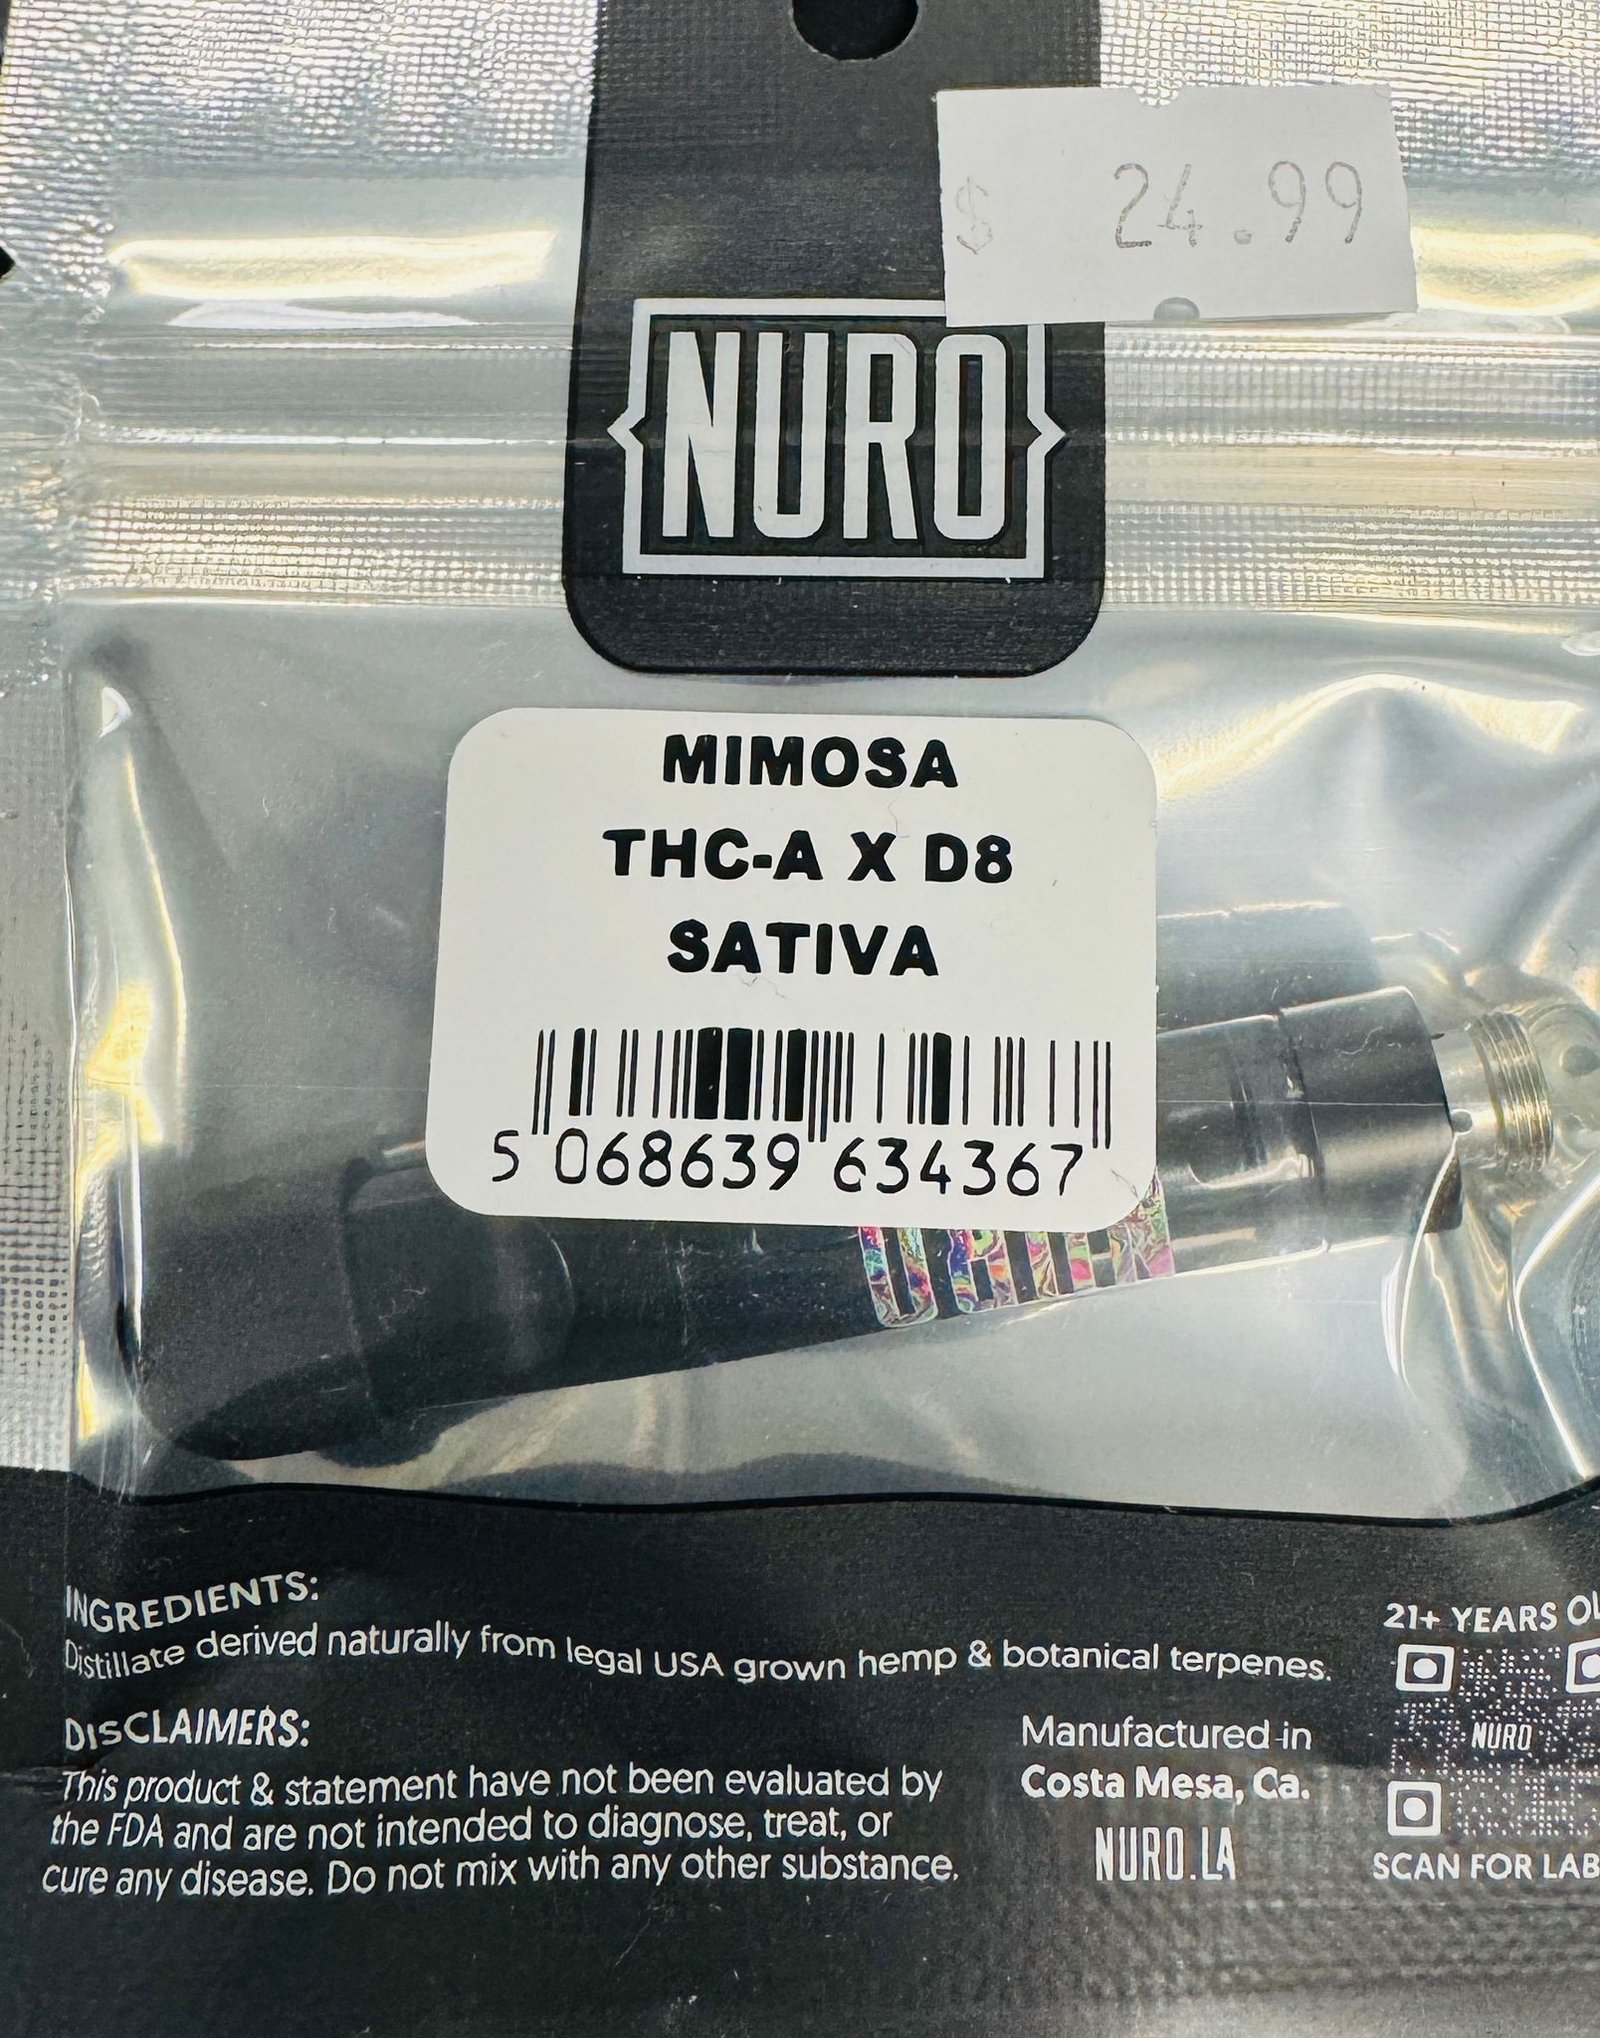 $ 24.99
NURO
MIMOSA
THC-A X D8
SATIVA
5 068639 634367
INGREDIENTS:
Distillate derived naturally from legal USA grown hemp & botanical terpenes.
DISCLAIMERS:
This product & statement have not been evaluated by
the FDA and are not intended to diagnose, treat, or
cure any disease. Do not mix with any other substance.
Manufactured in
Costa Mesa, Ca.
NURO.LA
21+ YEARS OL
NURO
SCAN FOR LAB